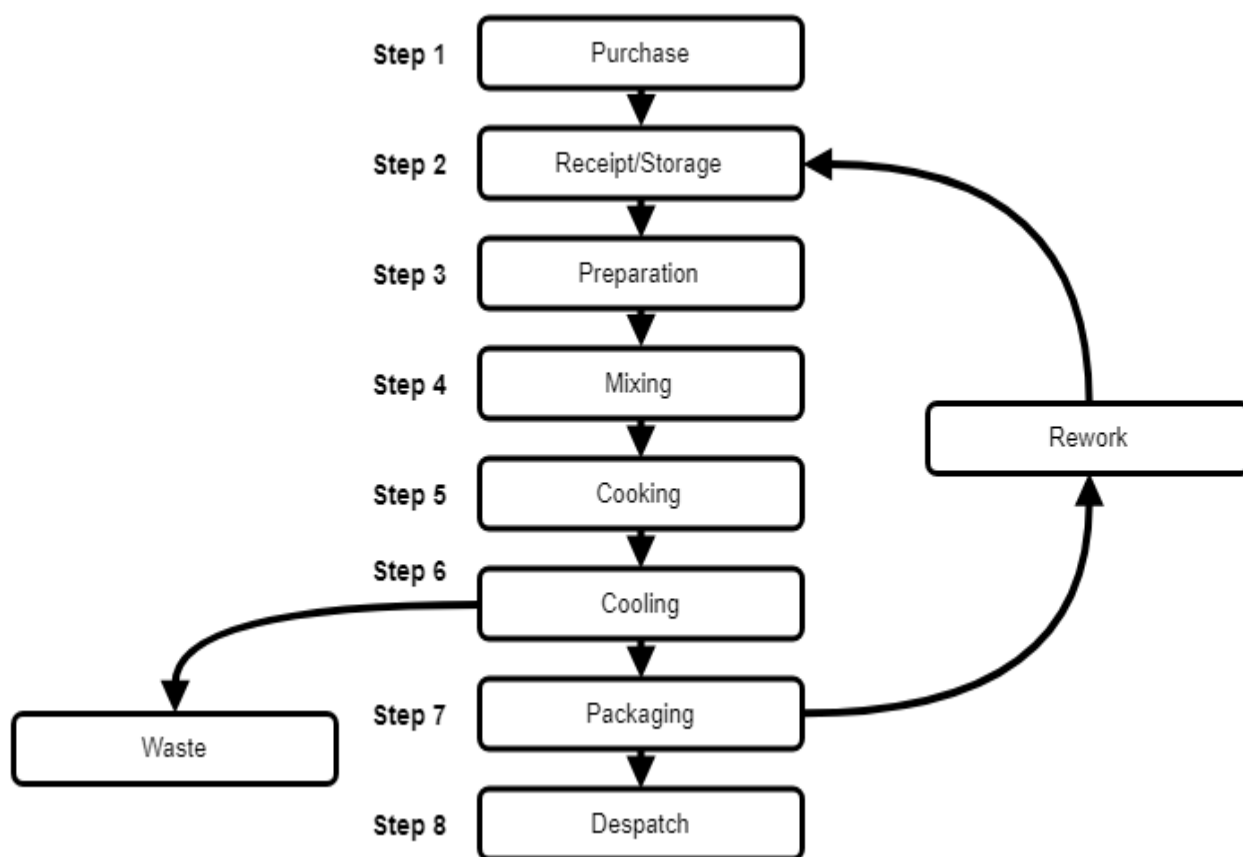 Step 1
Purchase
Step 2
Receipt/Storage
Step 3
Preparation
Step 4
Mixing
Rework
Step 5
Cooking
Step 6
Cooling
Step 7
Packaging
Waste
Step 8
Despatch